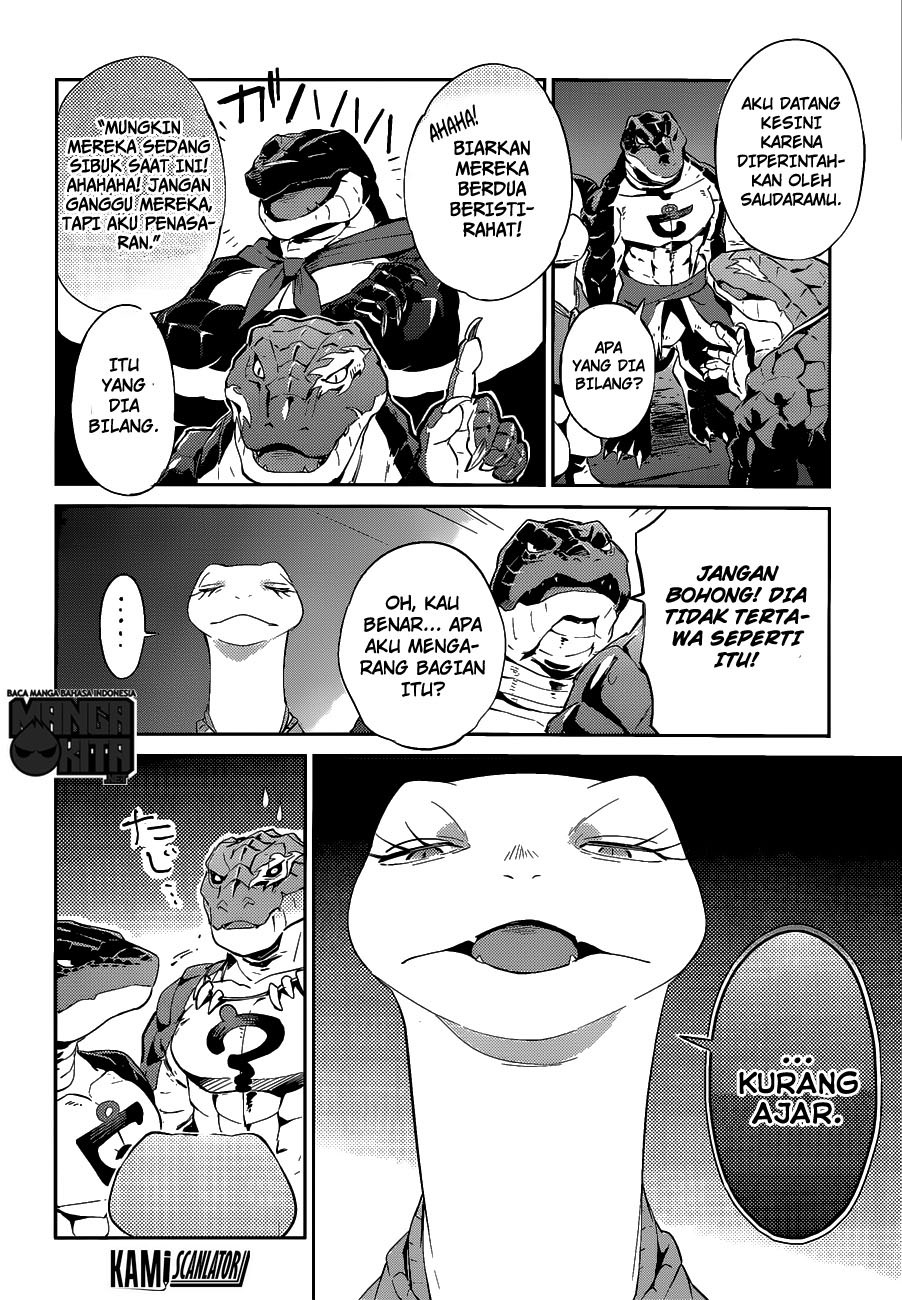 AKU DATANG
KESINI
KARENA
DIPERINTAH-
KAN OLEH
SAUDARAMU.
APA
YANG DIA
BILANG?
AHAHA!
BIARKAN
MEREKA
BERDUA
BERISTI-
RAHAT!
ガバ
"MUNGKIN
MEREKA SEDANG
SIBUK SAAT INI!
AHAHAHA! JANGAN
GANGGU MEREKA,
TAPI AKU PENASA-
RAN."
ITU
YANG
DIA
BILANG.
JANGAN
BOHONG! DIA
TIDAK TERTA-
WA SEPERTI
ITU!
OH, KAU
BENAR... APA
AKU MENGA-
RANG BAGIAN
ITU?
....
BACA MANGA BAHASA INDONESIA
MANGA
KITA
.NET
...
KURANG
AJAR.
KAMI SCANLATOR